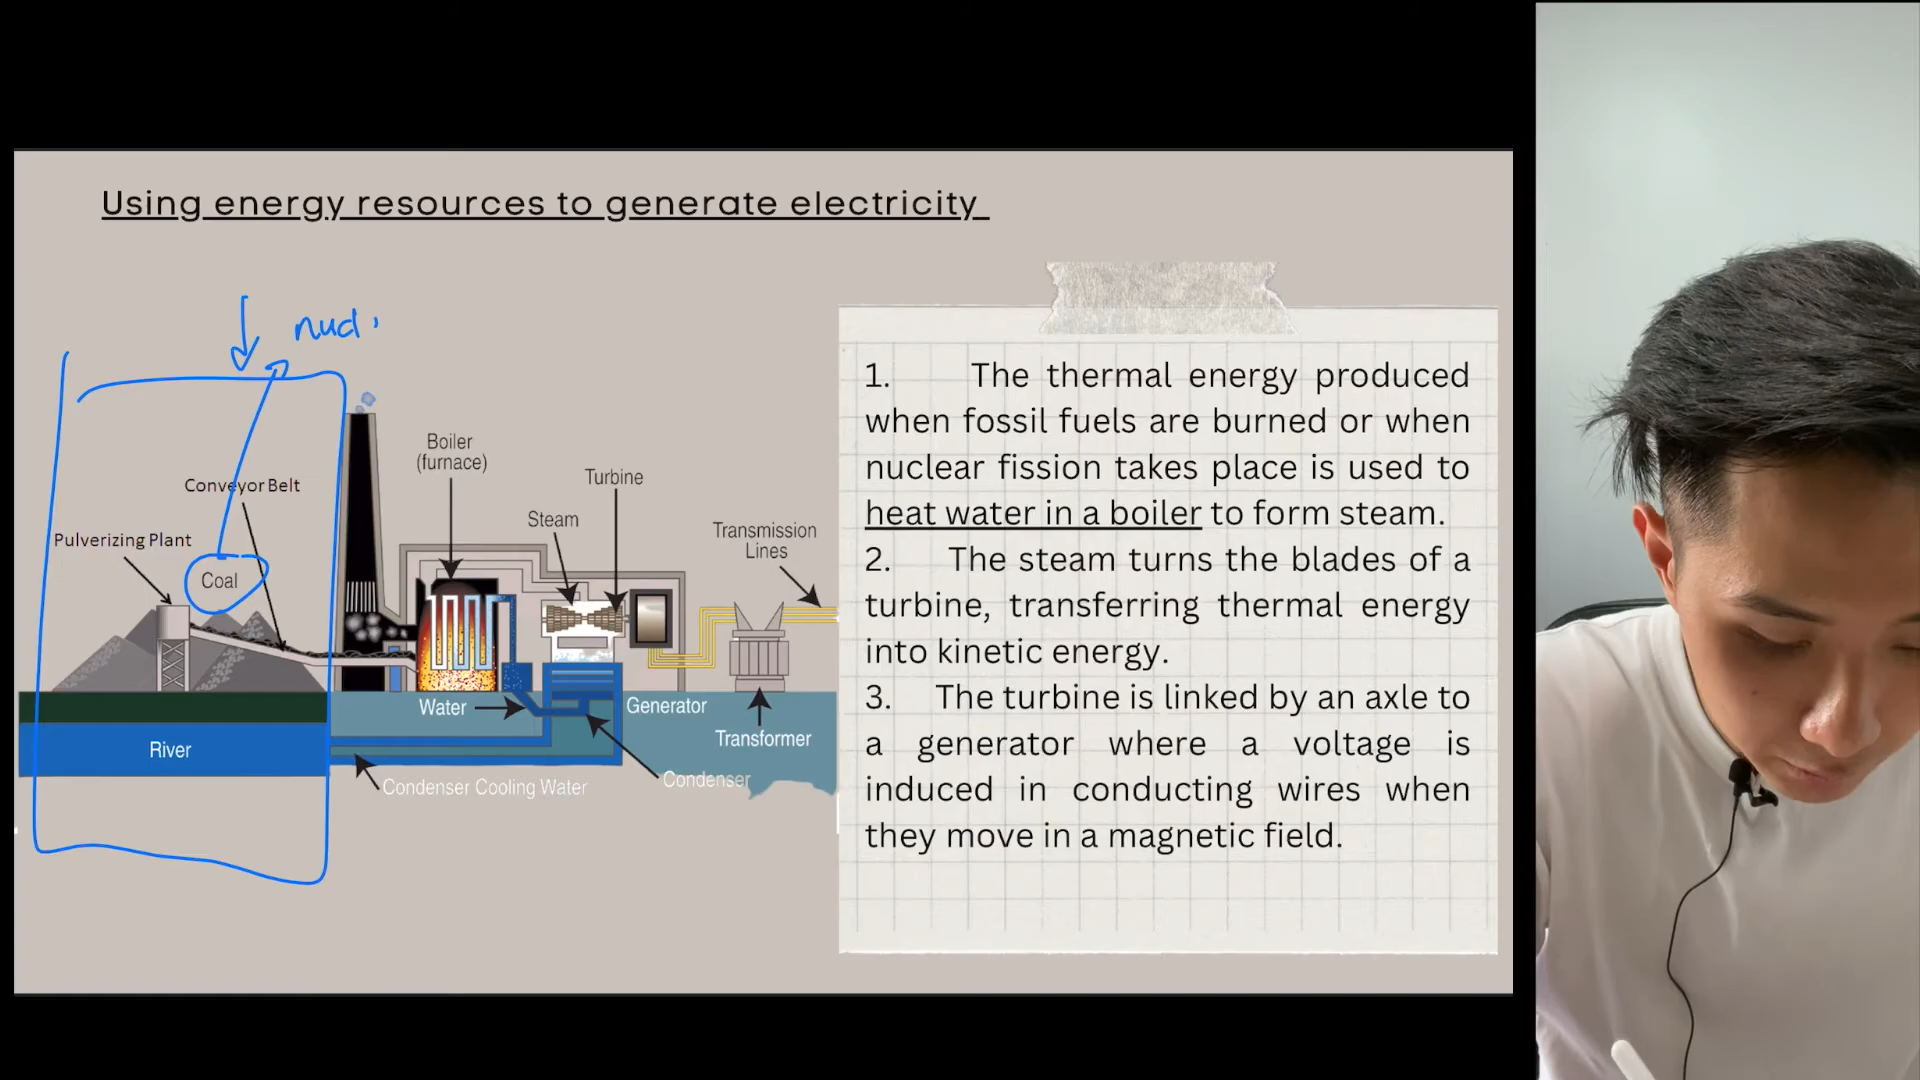 Using energy resources to generate electricity
nucl
Boiler
(furnace)
Turbine
Conveyor Belt
Steam
Transmission
Lines
Pulverizing Plant
Coal
Water
Generator
Transformer
River
Condenser
Condenser Cooling Water
1. The thermal energy produced
when fossil fuels are burned or when
nuclear fission takes place is used to
heat water in a boiler to form steam.
2. The steam turns the blades of a
turbine, transferring thermal energy
into kinetic energy.
3. The turbine is linked by an axle to
a generator where a voltage is
induced in conducting wires when
they move in a magnetic field.